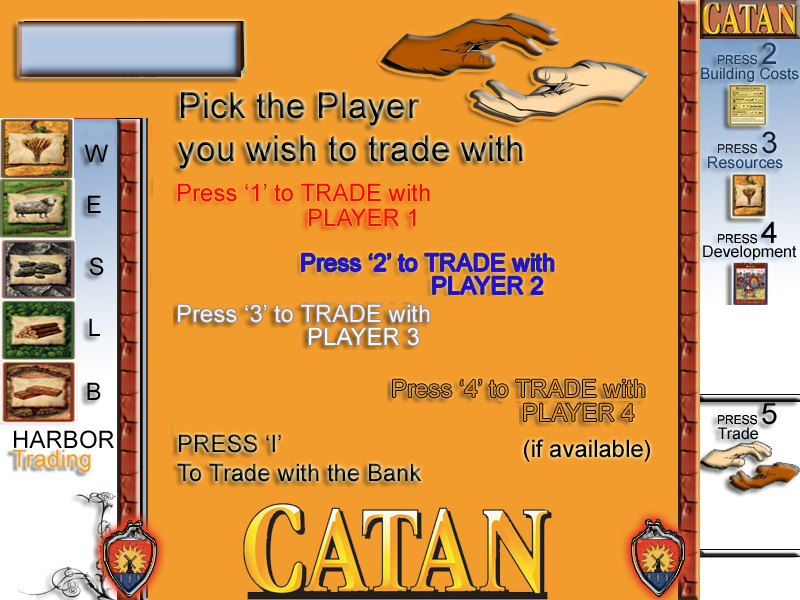 Pick the Player
you wish to trade with
Press ‘1’ to TRADE with
PLAYER 1
Press ‘2’ to TRADE with
PLAYER 2
Press ‘3’ to TRADE with
PLAYER 3
Press ‘4’ to TRADE with
PLAYER 4
(if available)
PRESS ‘I’
To Trade with the Bank
CATAN
W
E
S
L
B
HARBOR
Trading
CATAN
PRESS 2
Building Costs
BUILDING COSTS
PRESS 3
Resources
PRESS 4
Development
PRESS 5
Trade